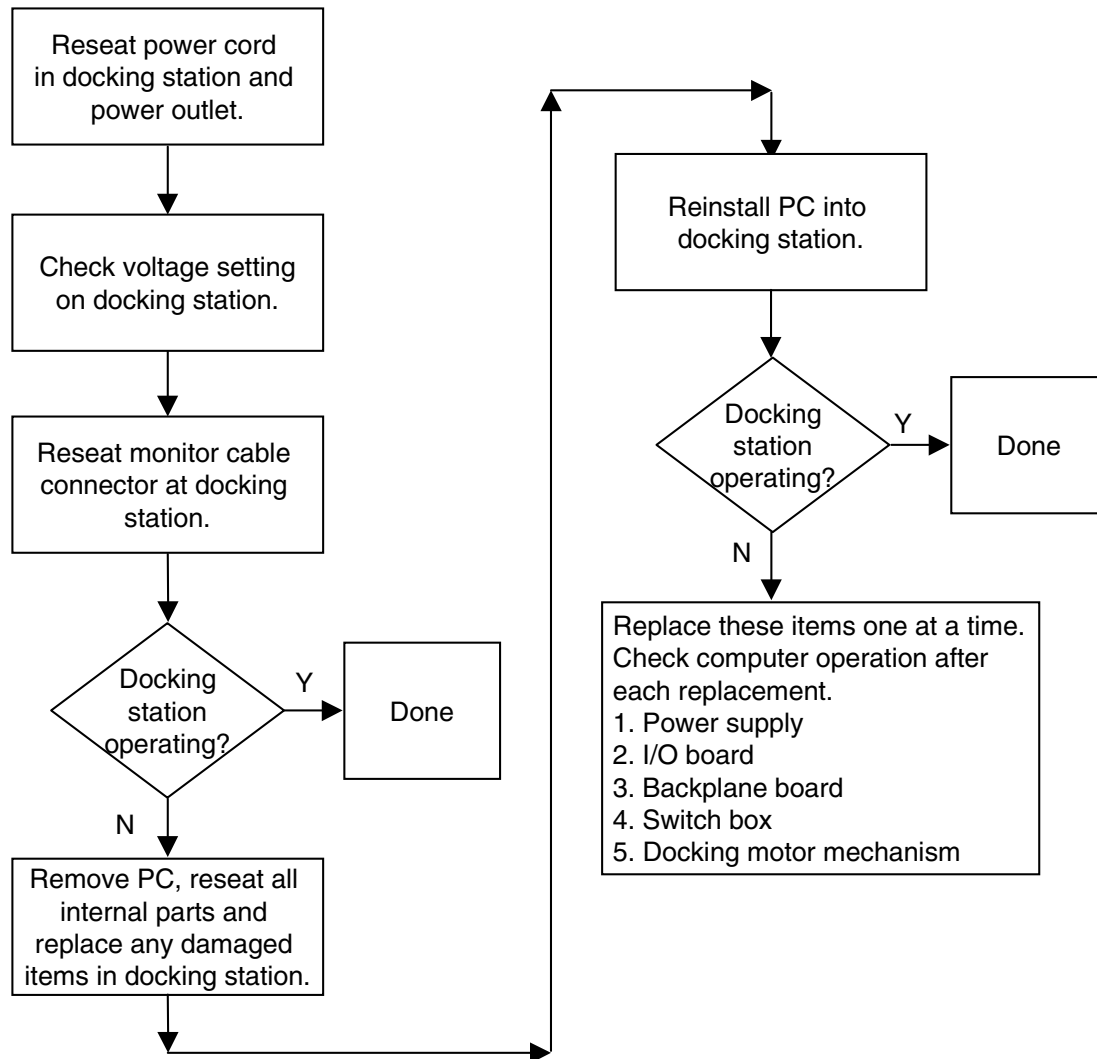 Reseat power cord
in docking station and
power outlet.
Check voltage setting
on docking station.
Reseat monitor cable
connector at docking
station.
Docking
station
operating?
Y
Done
N
Remove PC, reseat all
internal parts and
replace any damaged
items in docking station.
Reinstall PC into
docking station.
Docking
station
operating?
Y
Done
N
Replace these items one at a time.
Check computer operation after
each replacement.
1. Power supply
2. I/O board
3. Backplane board
4. Switch box
5. Docking motor mechanism